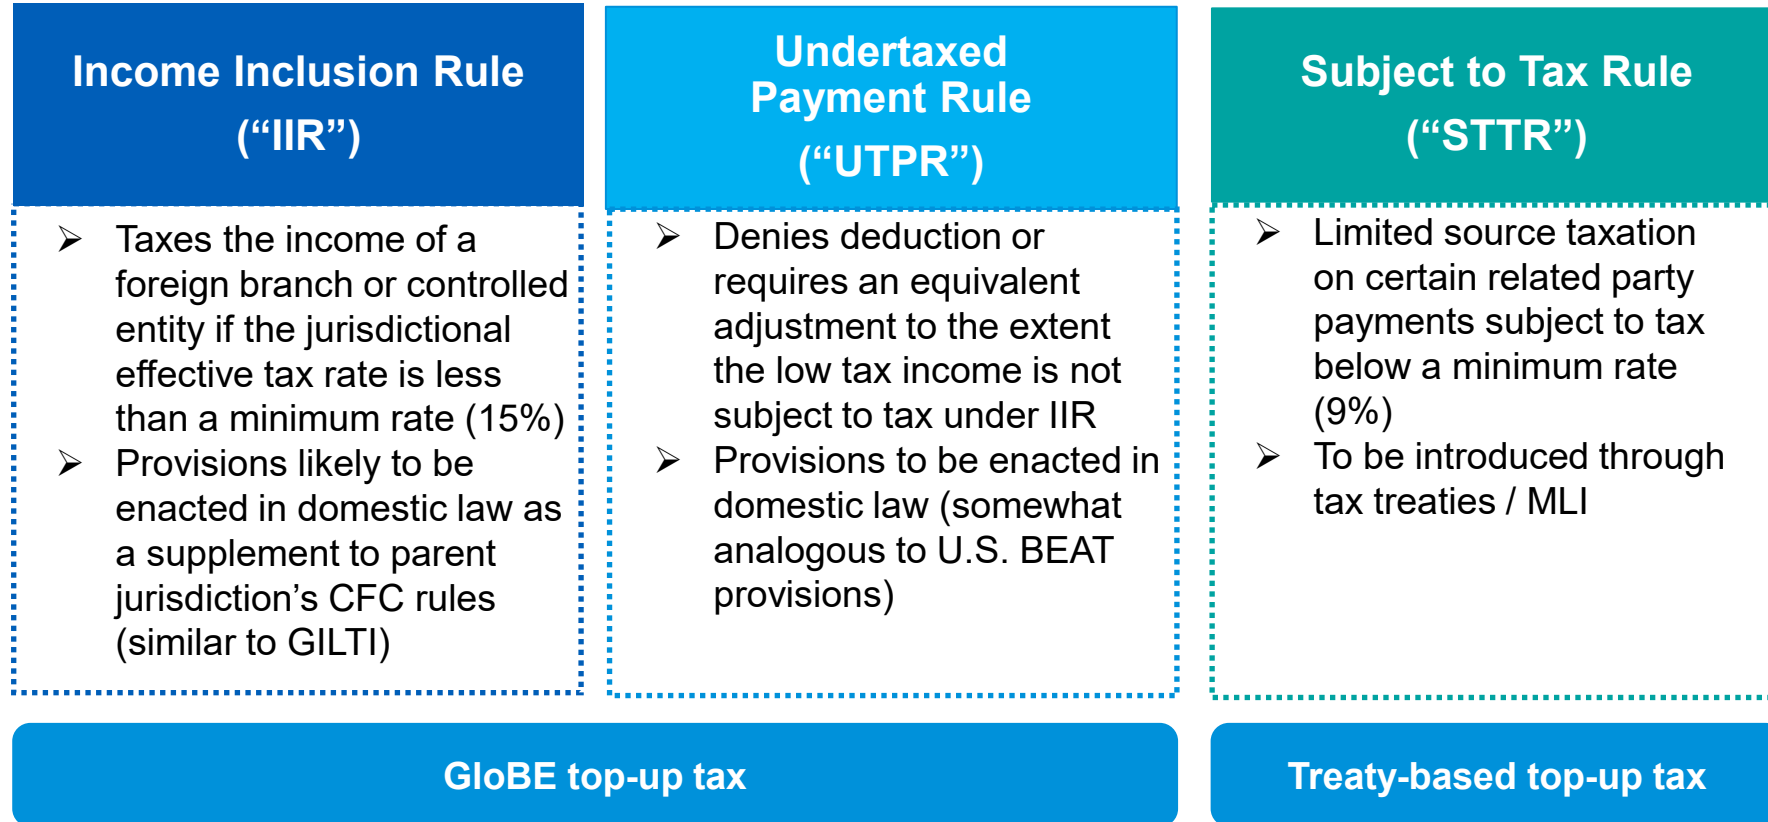 Income Inclusion Rule
(“IIR”)
➢ Taxes the income of a
foreign branch or controlled
entity if the jurisdictional
effective tax rate is less
than a minimum rate (15%)
➢ Provisions likely to be
enacted in domestic law as
a supplement to parent
jurisdiction’s CFC rules
(similar to GILTI)
Undertaxed
Payment Rule
(“UTPR”)
➢ Denies deduction or
requires an equivalent
adjustment to the extent
the low tax income is not
subject to tax under IIR
➢ Provisions to be enacted in
domestic law (somewhat
analogous to U.S. BEAT
provisions)
Subject to Tax Rule
(“STTR”)
➢ Limited source taxation
on certain related party
payments subject to tax
below a minimum rate
(9%)
➢ To be introduced through
tax treaties / MLI
GloBE top-up tax
Treaty-based top-up tax